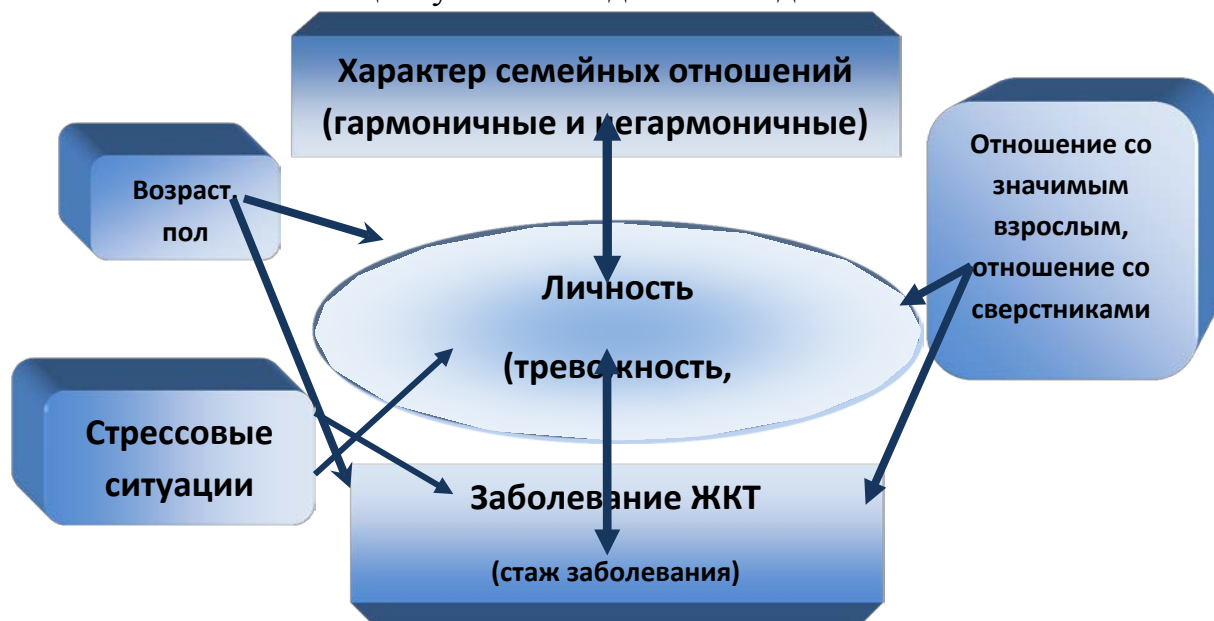 Характер семейных отношений
(гармоничные и негармоничные)
Возраст,
пол
Отношение со
значимым
взрослым,
отношение со
сверстниками
Личность
(тревожность,
Стрессовые
ситуации
Заболевание ЖКТ
(стаж заболевания)